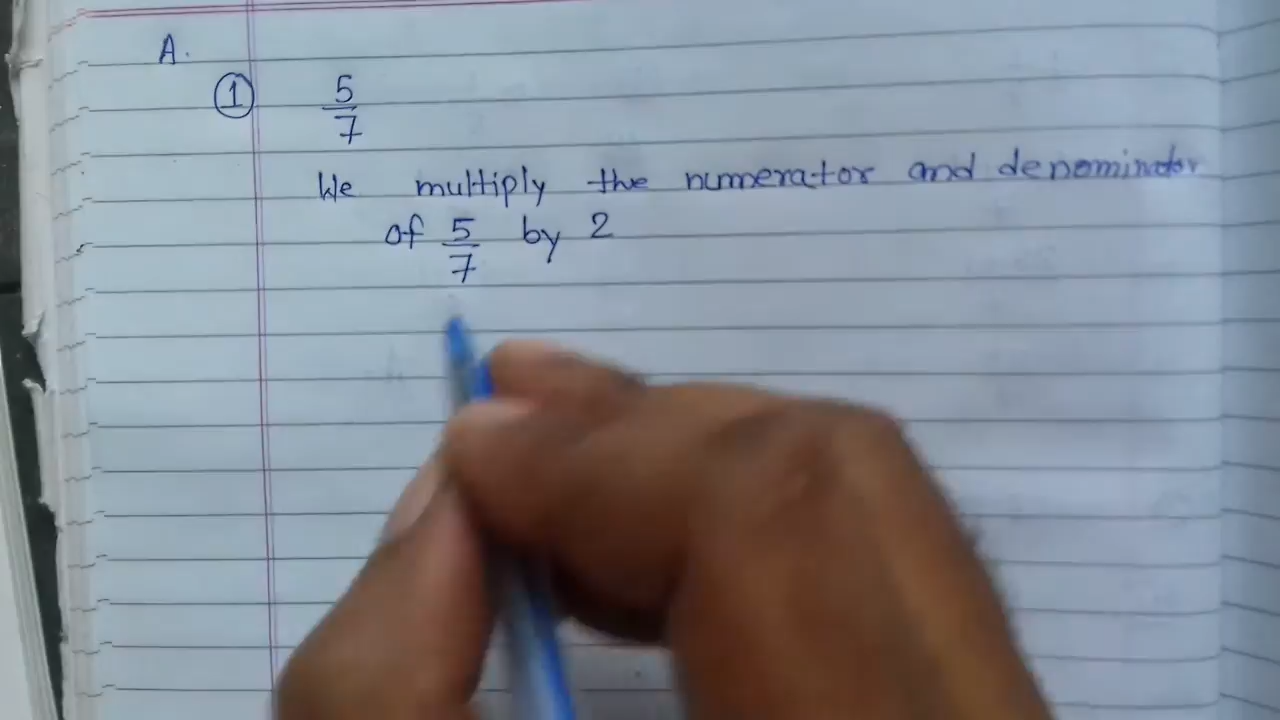 A.
① 5/7
We multiply the numerator and denominator
of 5/7 by 2